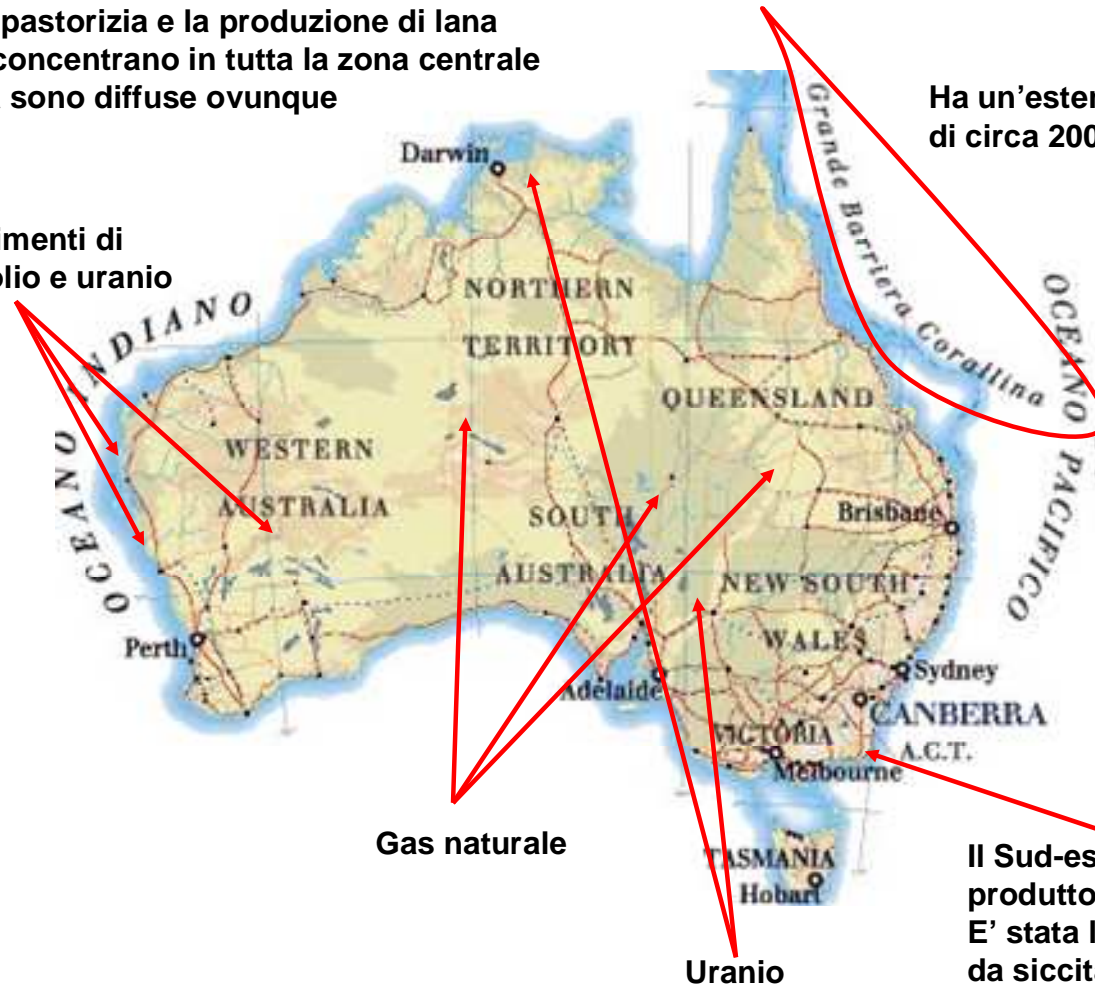 pastorizia e la produzione di lana
concentrano in tutta la zona centrale
sono diffuse ovunque
Ha un'esten
di circa 200
Grande Barriera Corallina
Darwin
imenti di
olio e uranio
OCEANO INDIANO
OCEANO PACIFICO
NORTHERN
TERRITORY
QUEENSLAND
WESTERN
AUSTRALIA
SOUTH
AUSTRALIA
Brisbane
NEW SOUTH
WALES
Perth
Adelaide
Sydney
CANBERRA
A.C.T.
VICTORIA
Melbourne
Gas naturale
TASMANIA
Hobart
Il Sud-es
produtto
E' stata l
da siccit
Uranio